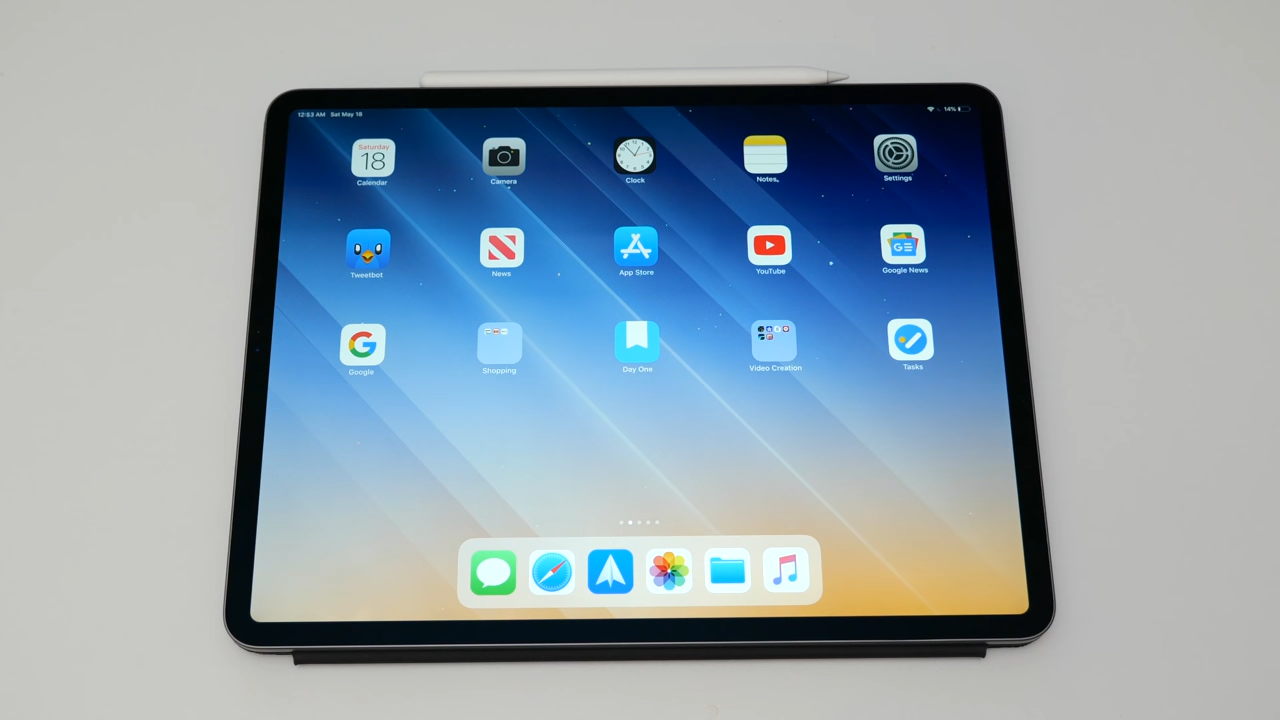 12:53 AM Sat May 18
14%
Saturday
18
Calendar
Camera
Clock
Notes
Settings
Tweetbot
News
App Store
YouTube
GE
Google News
G
Google
Shopping
Day One
Video Creation
Tasks